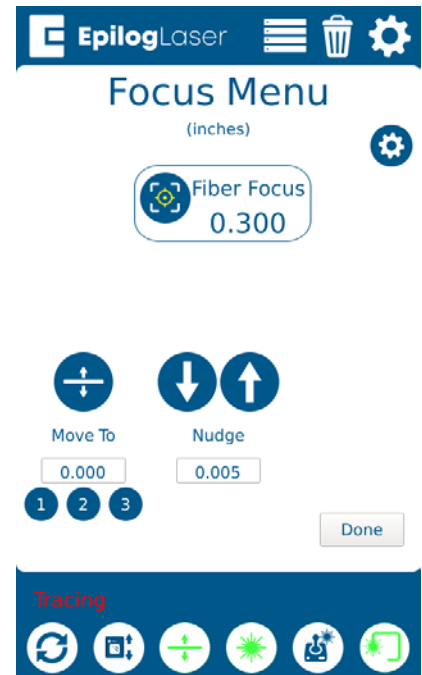 EpilogLaser
Focus Menu
(inches)
Fiber Focus
0.300
Move To
Nudge
0.000
0.005
1 2 3
Done
Tracing